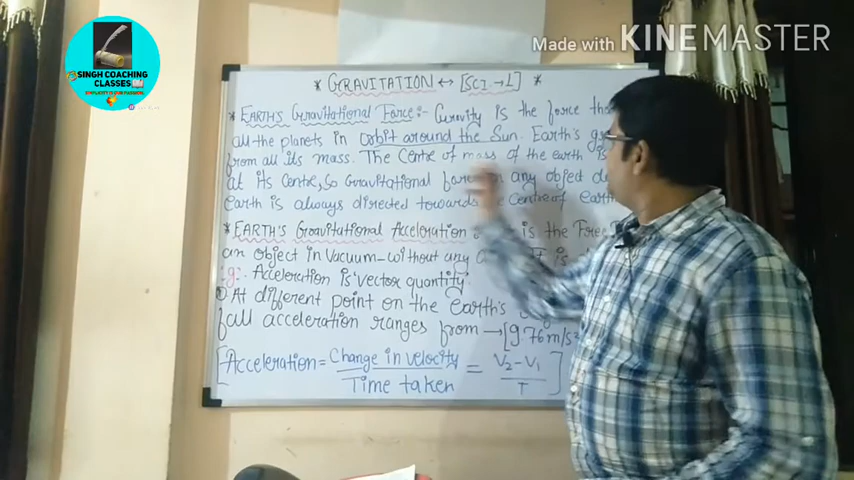 Made with KINEMASTER
SINGH COACHING
CLASSES
* GRAVITATION ↔ [SCI.→L] *
* EARTH'S Gravitational Force:- Gravity is the force
all the planets in orbit around the Sun. Earth's
from all its mass. The Centre of mass of the earth is
at its Centre, So Gravitational any object
earth is always directed towards Centre of earth
* EARTH'S Gravitational Acceleration is the Free
an object in Vacuum-without any
:g: Acceleration is vector quantity.
① At different point on the Earth's
fall acceleration ranges from → [9.76 m/s²
[Acceleration = Change in velocity / Time taken = V₂-V₁ / T ]